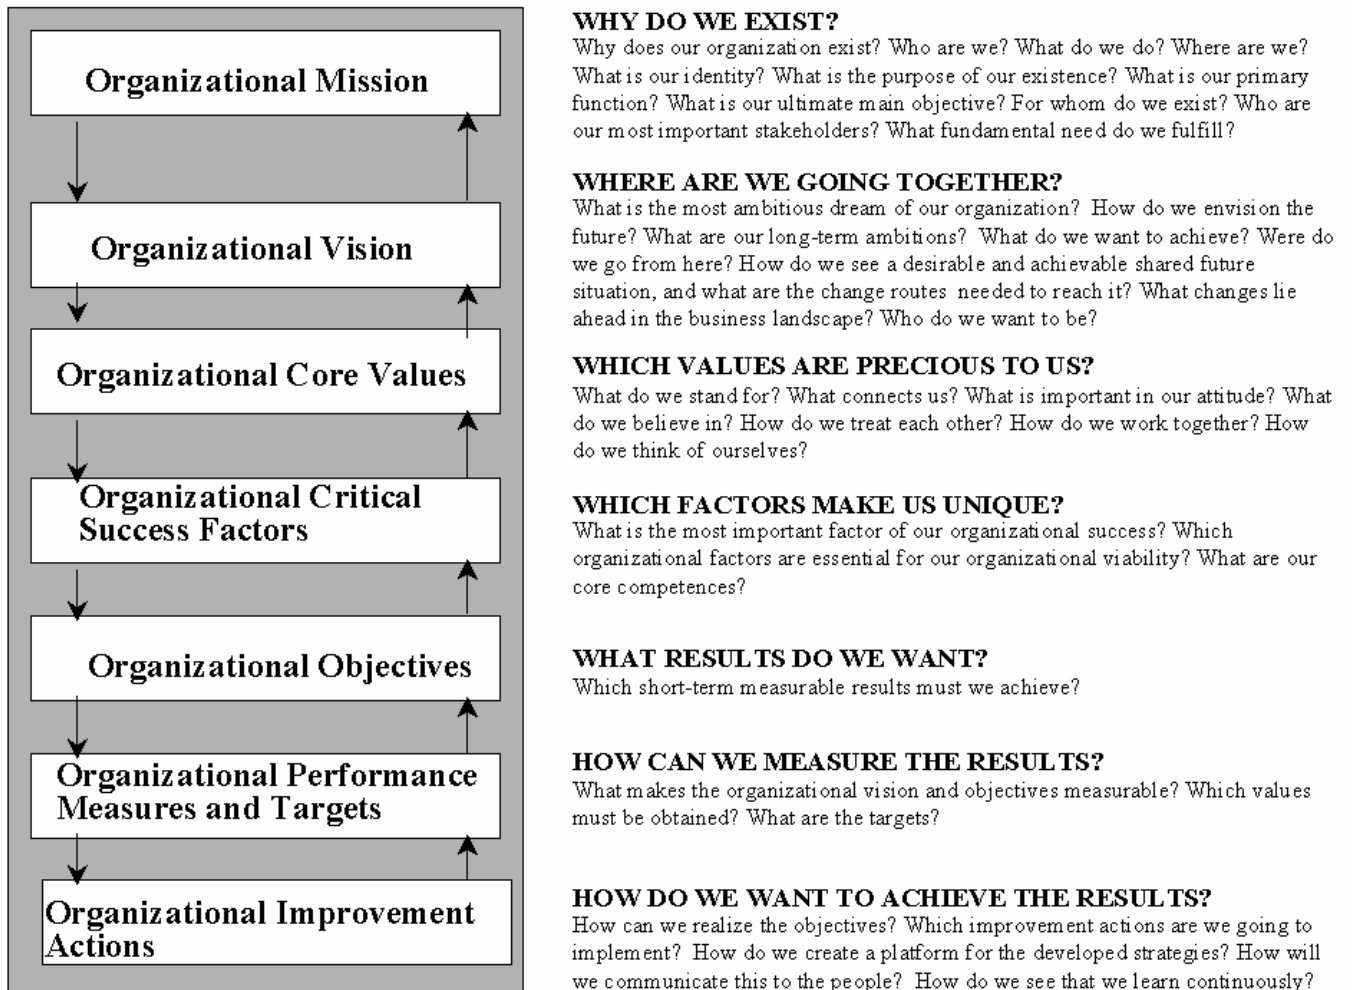 Organizational Mission
WHY DO WE EXIST?
Why does our organization exist? Who are we? What do we do? Where are we?
What is our identity? What is the purpose of our existence? What is our primary
function? What is our ultimate main objective? For whom do we exist? Who are
our most important stakeholders? What fundamental need do we fulfill?
Organizational Vision
WHERE ARE WE GOING TOGETHER?
What is the most ambitious dream of our organization? How do we envision the
future? What are our long-term ambitions? What do we want to achieve? Were do
we go from here? How do we see a desirable and achievable shared future
situation, and what are the change routes needed to reach it? What changes lie
ahead in the business landscape? Who do we want to be?
Organizational Core Values
WHICH VALUES ARE PRECIOUS TO US?
What do we stand for? What connects us? What is important in our attitude? What
do we believe in? How do we treat each other? How do we work together? How
do we think of ourselves?
Organizational Critical
Success Factors
WHICH FACTORS MAKE US UNIQUE?
What is the most important factor of our organizational success? Which
organizational factors are essential for our organizational viability? What are our
core competences?
Organizational Objectives
WHAT RESULTS DO WE WANT?
Which short-term measurable results must we achieve?
Organizational Performance
Measures and Targets
HOW CAN WE MEASURE THE RESULTS?
What makes the organizational vision and objectives measurable? Which values
must be obtained? What are the targets?
Organizational Improvement
Actions
HOW DO WE WANT TO ACHIEVE THE RESULTS?
How can we realize the objectives? Which improvement actions are we going to
implement? How do we create a platform for the developed strategies? How will
we communicate this to the people? How do we see that we learn continuously?